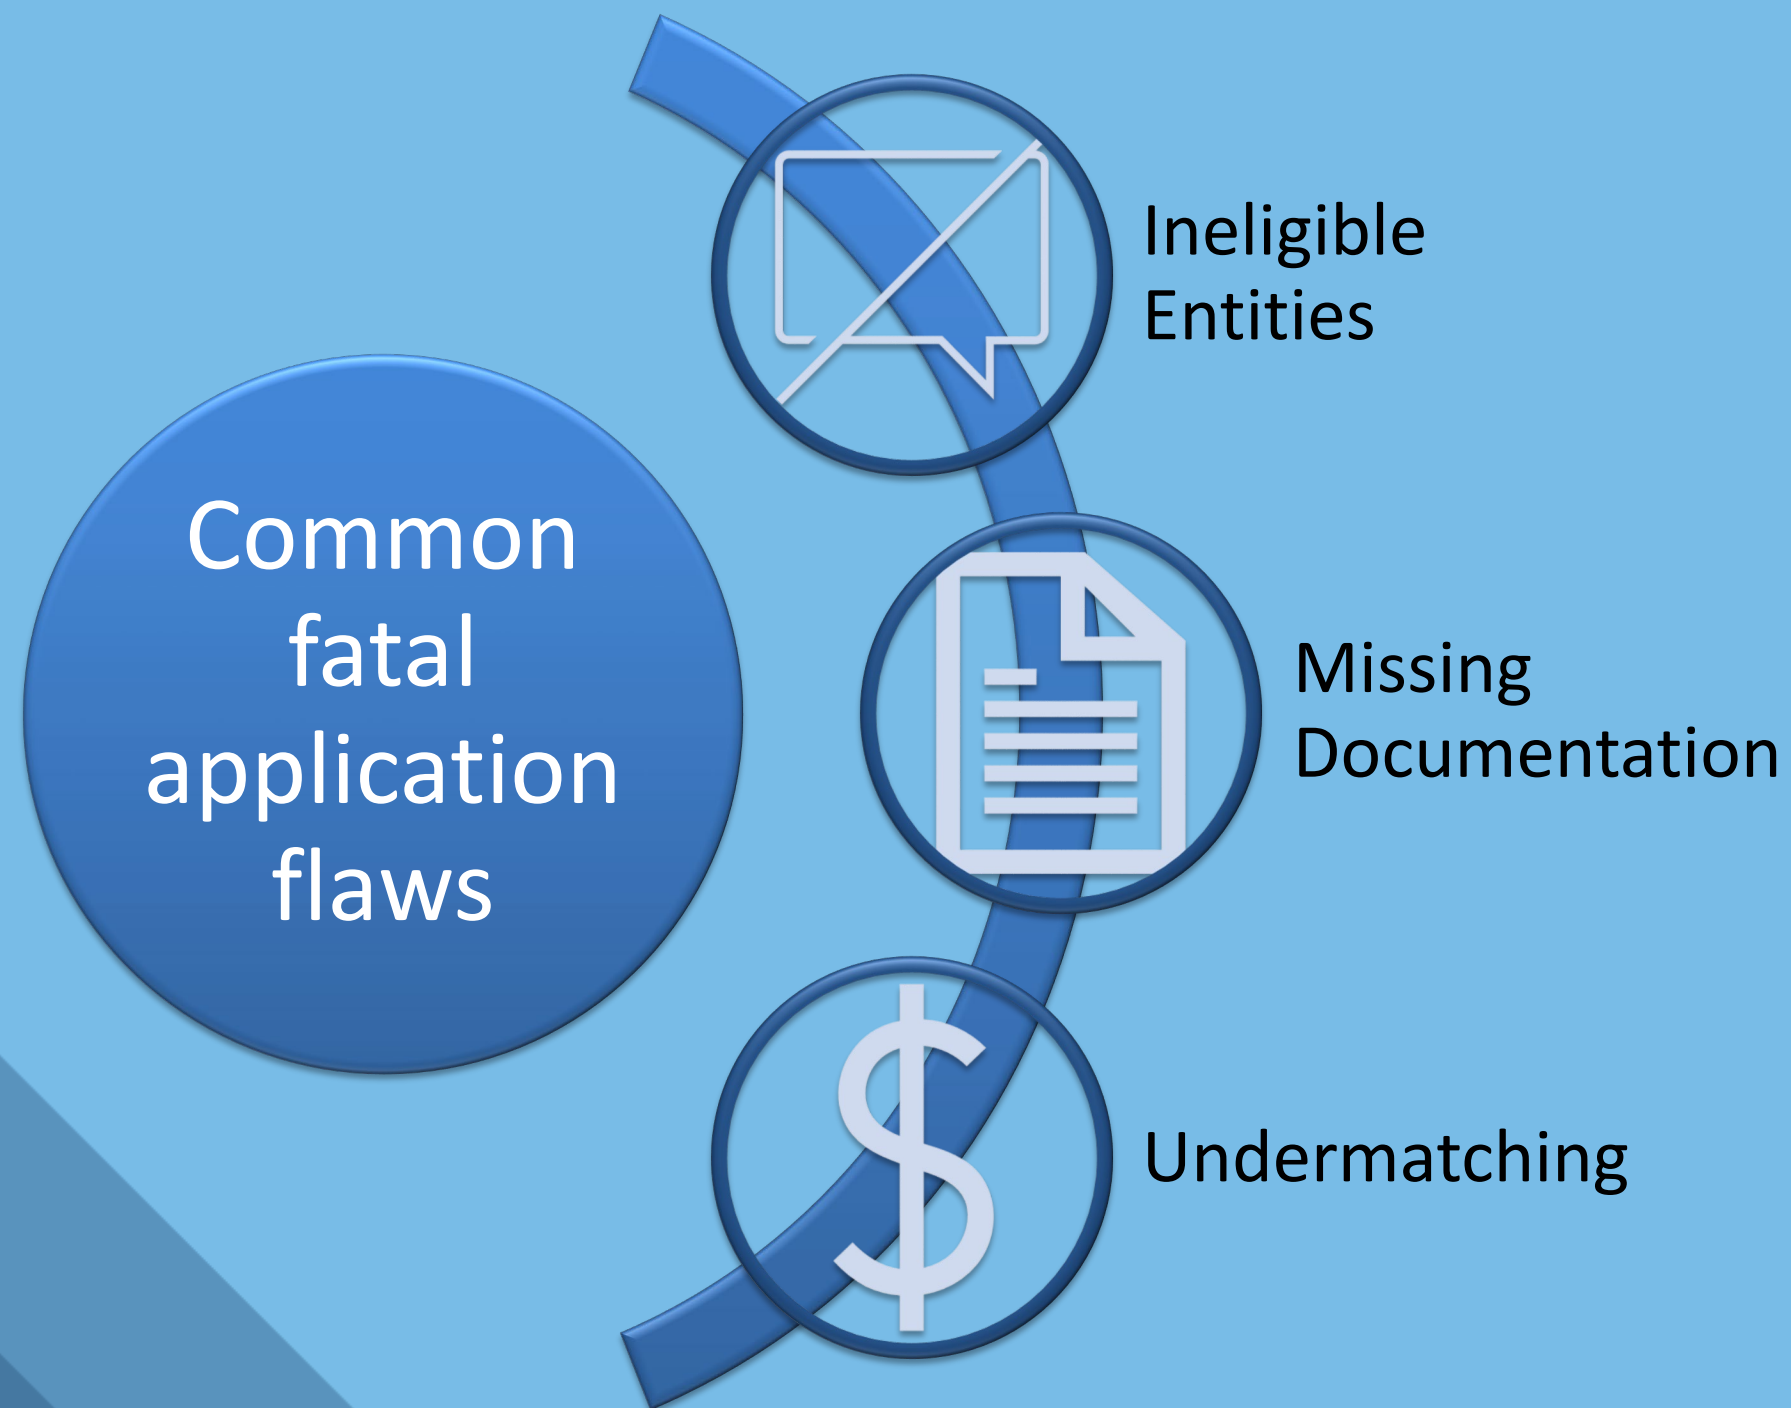 Common
fatal
application
flaws
Ineligible
Entities
Missing
Documentation
Undermatching